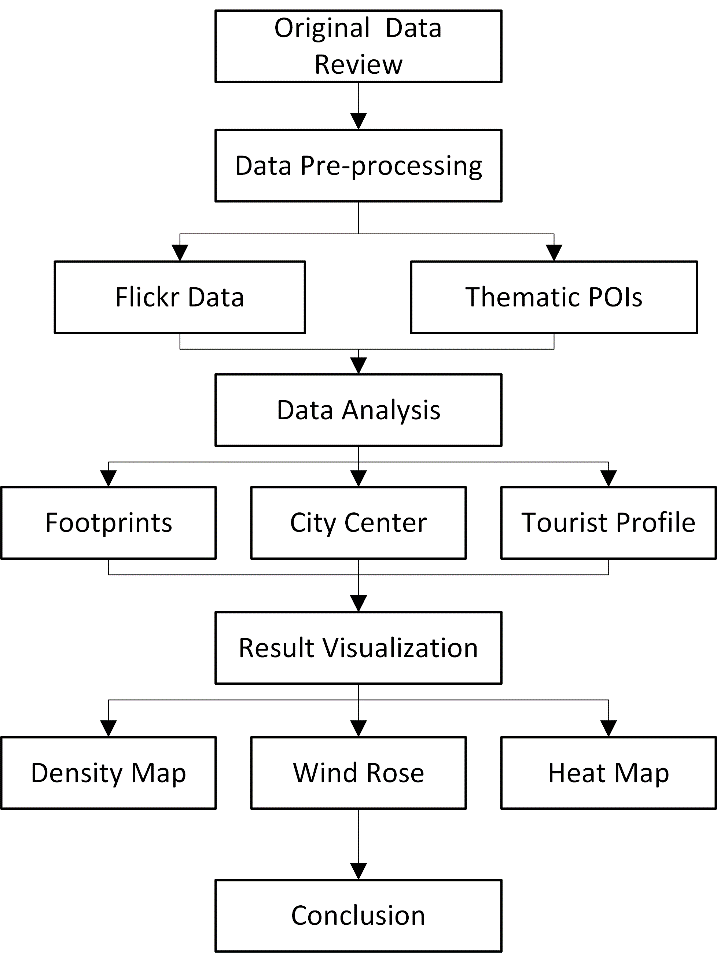 Original  Data
Review
Data Pre-processing
Flickr Data
Thematic POIs
Data Analysis
Footprints
City Center
Tourist Profile
Result Visualization
Density Map
Wind Rose
Heat Map
Conclusion